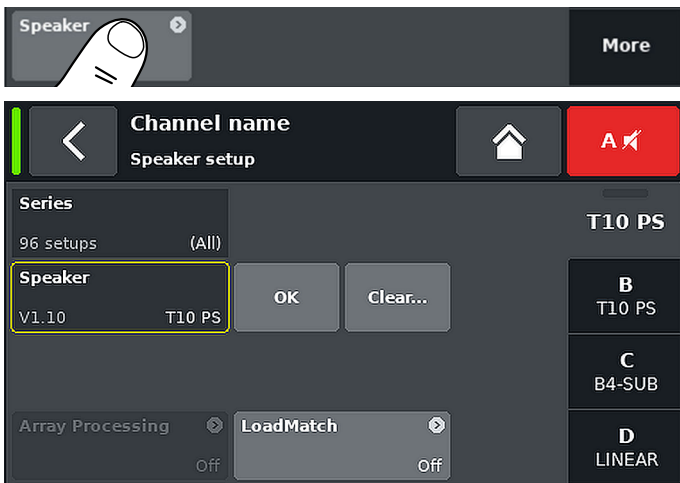 Speaker
More
Channel name
Speaker setup
A
Series
96 setups (All)
T10 PS
Speaker
V1.10 T10 PS
OK
Clear...
B
T10 PS
C
B4-SUB
Array Processing
Off
LoadMatch
Off
D
LINEAR